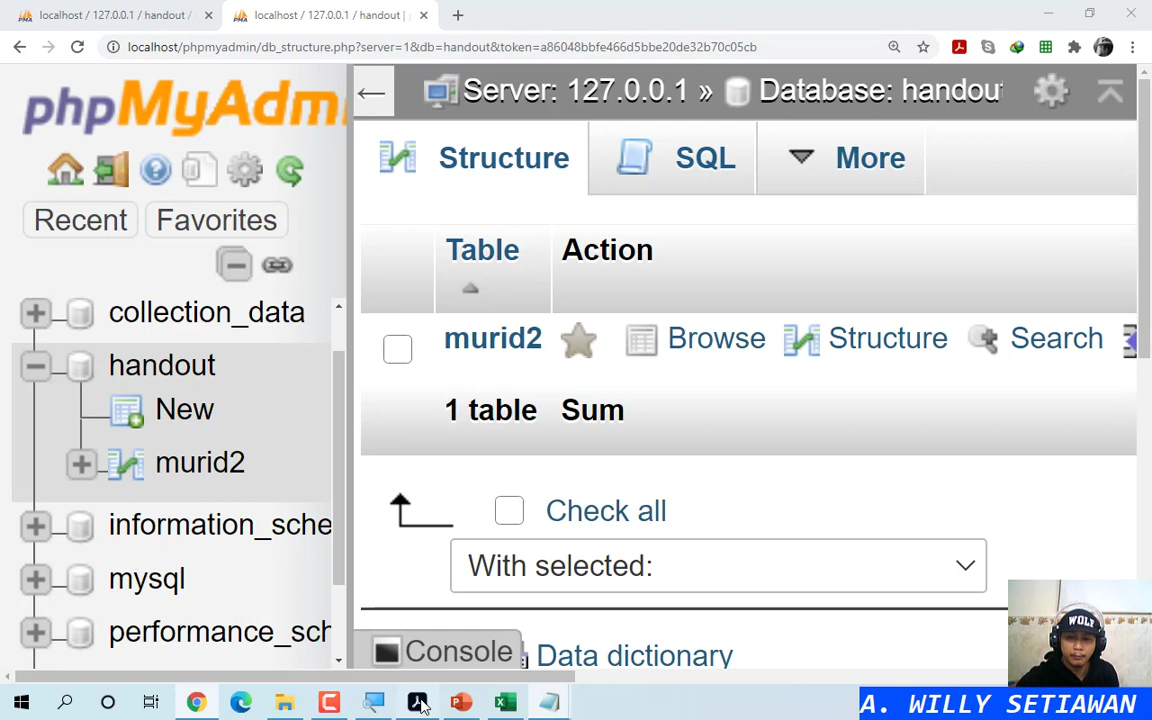 localhost / 127.0.0.1 / handout /
localhost / 127.0.0.1 / handout |
localhost/phpmyadmin/db_structure.php?server=1&db=handout&token=a86048bbfe466d5bbe20de32b70c05cb
phpMyAdmi
Server: 127.0.0.1 » Database: handout
Structure
SQL
More
Recent
Favorites
Table
Action
collection_data
handout
New
murid2
information_sche
mysql
performance_sch
murid2
Browse
Structure
Search
1 table
Sum
Check all
With selected:
Console
Data dictionary
WOLF
A. WILLY SETIAWAN